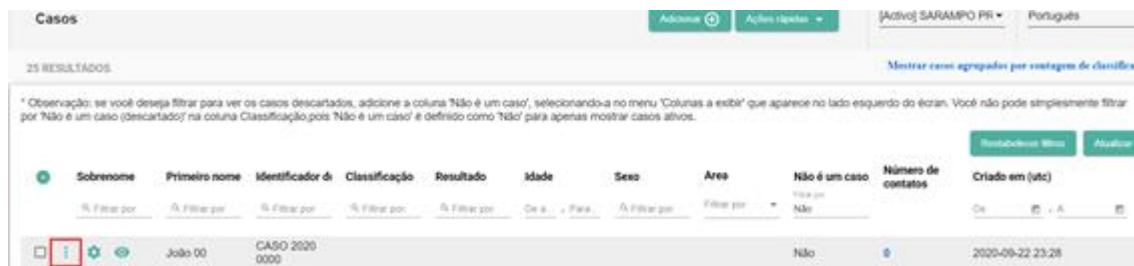 Casos
Adicionar
Ações rápidas
[Activo] SARAMPO PR
Português
25 RESULTADOS
Mostrar casos agrupados por contagem de classifica
* Observação: se você deseja filtrar para ver os casos descartados, adicione a coluna 'Não é um caso', selecionando-a no menu 'Colunas a exibir' que aparece no lado esquerdo do écran. Você não pode simplesmente filtrar
por 'Não é um caso (descartado)' na coluna Classificação,pois 'Não é um caso' é definido como 'Não' para apenas mostrar casos ativos.
Restabelecer filtros
Atualizar
Sobrenome Primeiro nome Identificador d Classificação Resultado Idade Sexo Area Não é um caso Número de contatos Criado em (utc)
Filtrar por Filtrar por Filtrar por Filtrar por Filtrar por De a... Para... Filtrar por Filtrar por Filtrar por Não De A
João 00 CASO 2020 0000 Não 0 2020-09-22 23:28